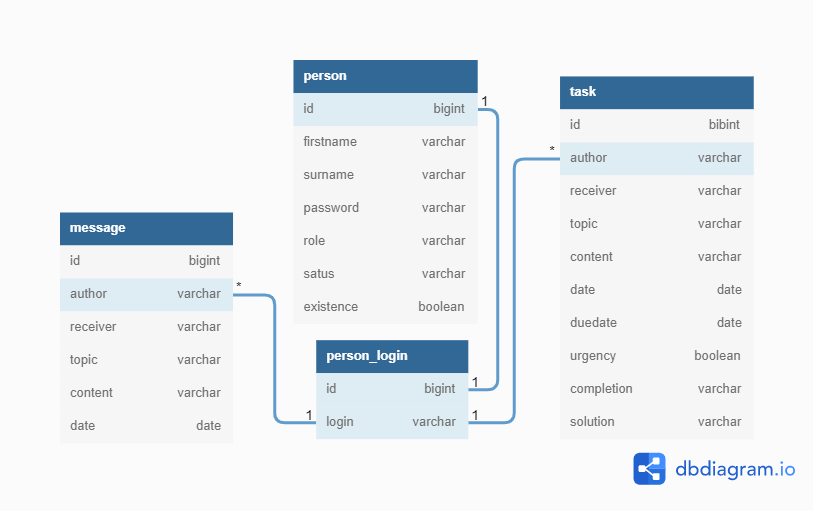 person
id bigint
firstname varchar
surname varchar
password varchar
role varchar
satus varchar
existence boolean
task
id bibint
author varchar
receiver varchar
topic varchar
content varchar
date date
duedate date
urgency boolean
completion varchar
solution varchar
message
id bigint
author varchar
receiver varchar
topic varchar
content varchar
date date
person_login
id bigint
login varchar
1
*
*
1
1
1
dbdiagram.io